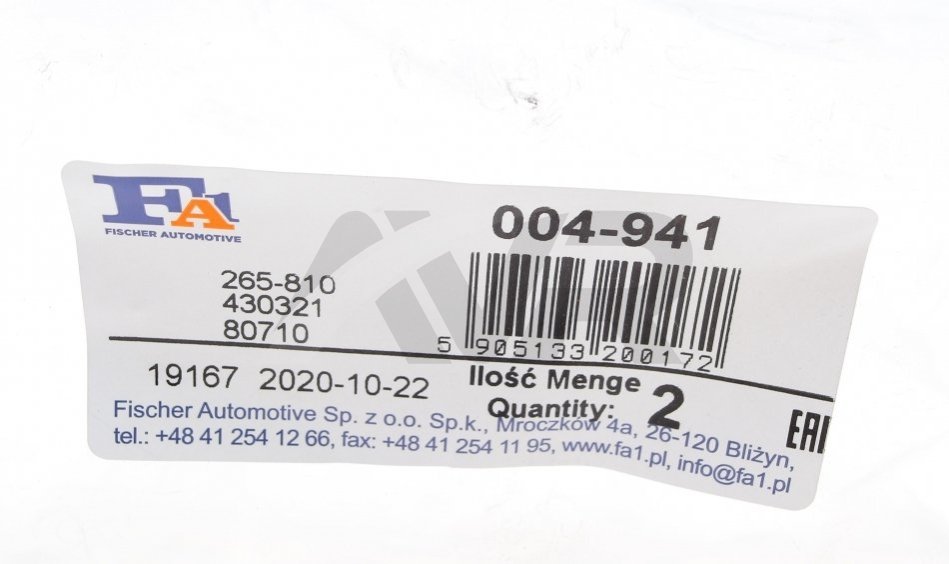 FA1
FISCHER AUTOMOTIVE
004-941
265-810
430321
80710
5 905133 200172
19167 2020-10-22
Ilość Menge
Quantity: 2
EAC
Fischer Automotive Sp. z o.o. Sp.k., Mroczków 4a, 26-120 Bliżyn,
tel.: +48 41 254 12 66, fax: +48 41 254 11 95, www.fa1.pl, info@fa1.pl